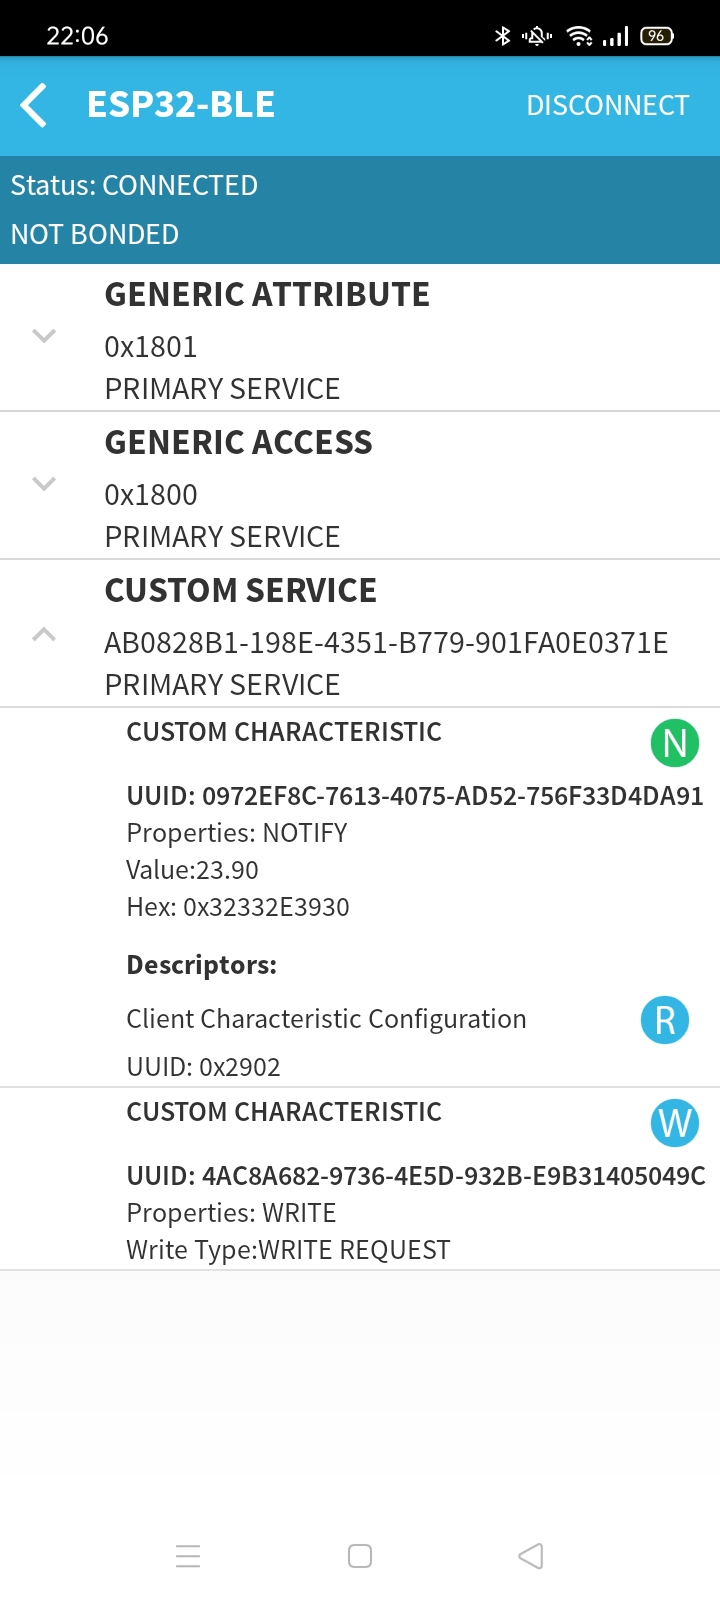 22:06
96
ESP32-BLE
DISCONNECT
Status: CONNECTED
NOT BONDED
GENERIC ATTRIBUTE
0x1801
PRIMARY SERVICE
GENERIC ACCESS
0x1800
PRIMARY SERVICE
CUSTOM SERVICE
AB0828B1-198E-4351-B779-901FA0E0371E
PRIMARY SERVICE
CUSTOM CHARACTERISTIC
N
UUID: 0972EF8C-7613-4075-AD52-756F33D4DA91
Properties: NOTIFY
Value:23.90
Hex: 0x32332E3930
Descriptors:
Client Characteristic Configuration
R
UUID: 0x2902
CUSTOM CHARACTERISTIC
W
UUID: 4AC8A682-9736-4E5D-932B-E9B31405049C
Properties: WRITE
Write Type:WRITE REQUEST